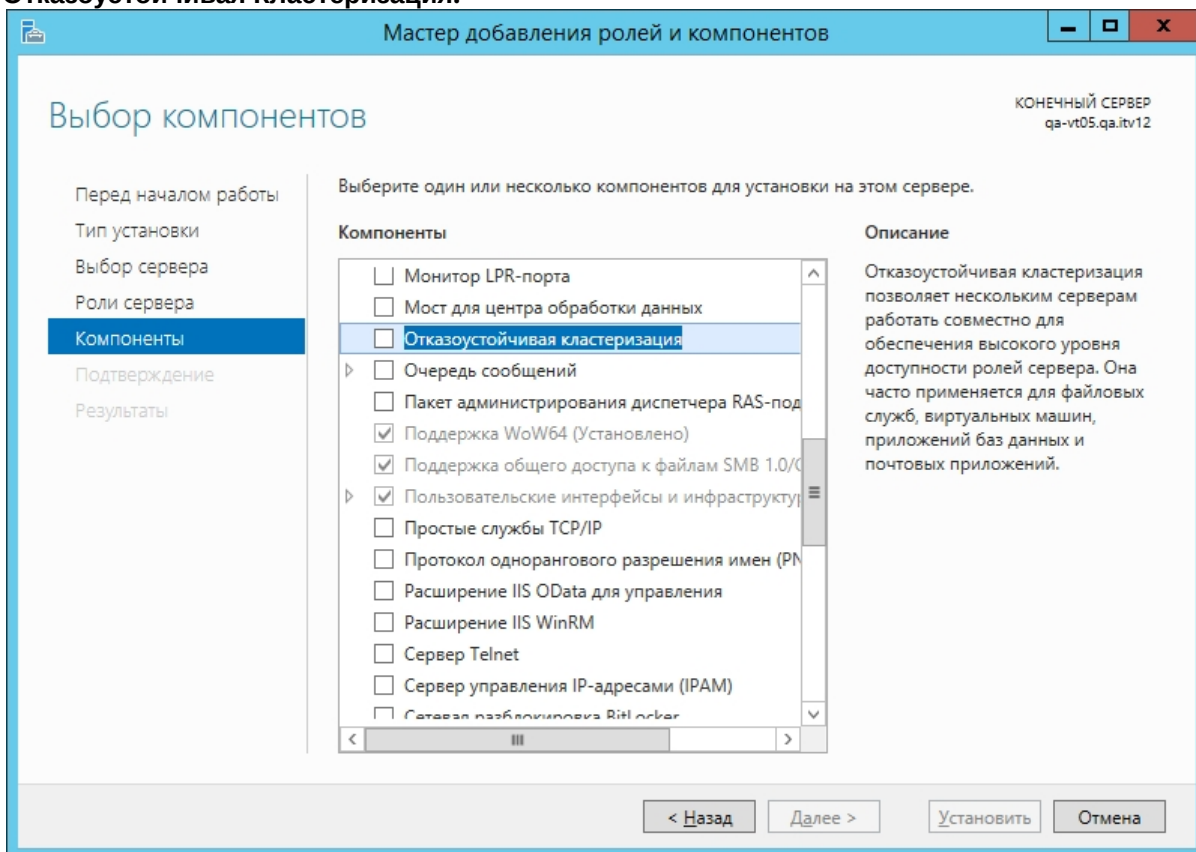 Отказоустойчивая кластеризация.
Мастер добавления ролей и компонентов
Выбор компонентов
КОНЕЧНЫЙ СЕРВЕР
qa-vt05.qa.itv12
Перед началом работы
Тип установки
Выбор сервера
Роли сервера
Компоненты
Подтверждение
Результаты
Выберите один или несколько компонентов для установки на этом сервере.
Компоненты
Монитор LPR-порта
Мост для центра обработки данных
Отказоустойчивая кластеризация
Очередь сообщений
Пакет администрирования диспетчера RAS-под
Поддержка WoW64 (Установлено)
Поддержка общего доступа к файлам SMB 1.0/C
Пользовательские интерфейсы и инфраструктур
Простые службы TCP/IP
Протокол однорангового разрешения имен (PN
Расширение IIS OData для управления
Расширение IIS WinRM
Сервер Telnet
Сервер управления IP-адресами (IPAM)
Сетевая разблокировка BitLocker
Описание
Отказоустойчивая кластеризация
позволяет нескольким серверам
работать совместно для
обеспечения высокого уровня
доступности ролей сервера. Она
часто применяется для файловых
служб, виртуальных машин,
приложений баз данных и
почтовых приложений.
< Назад
Далее >
Установить
Отмена